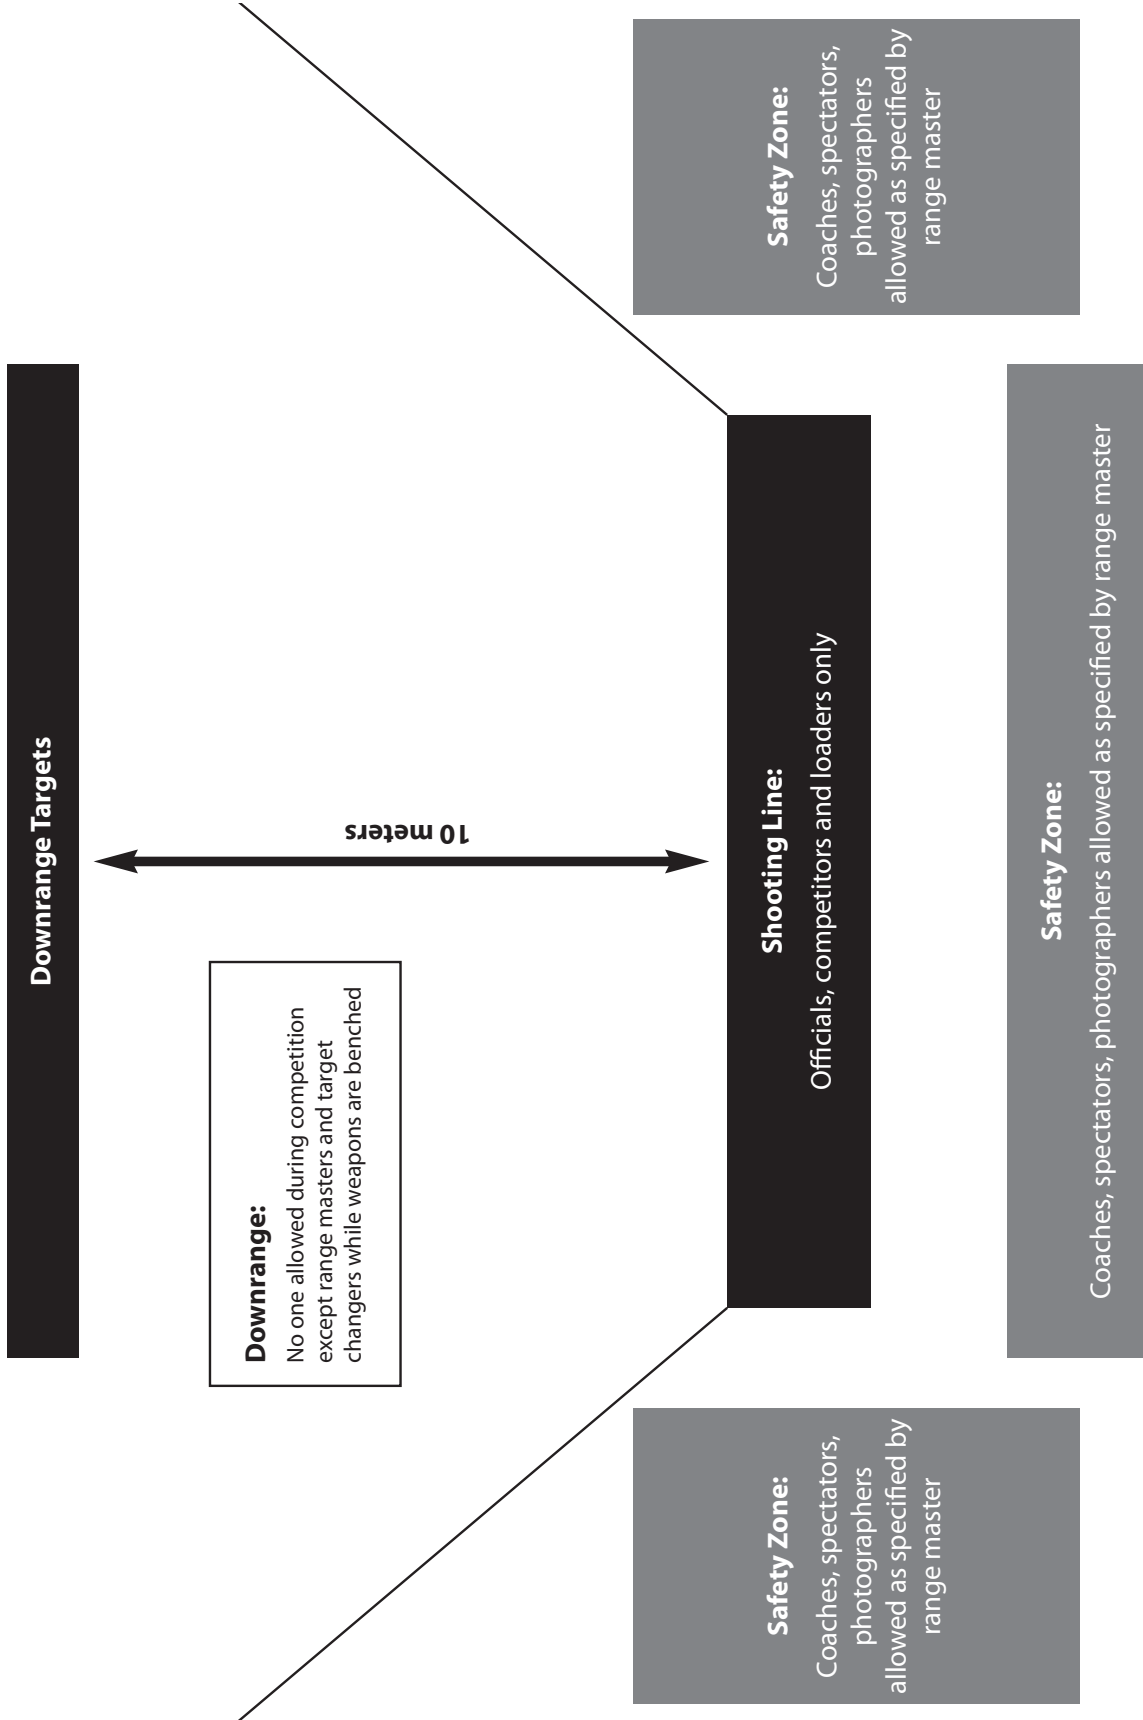 Downrange Targets
Downrange:
No one allowed during competition
except range masters and target
changers while weapons are benched
10 meters
Shooting Line:
Officials, competitors and loaders only
Safety Zone:
Coaches, spectators,
photographers
allowed as specified by
range master
Safety Zone:
Coaches, spectators,
photographers
allowed as specified by
range master
Safety Zone:
Coaches, spectators, photographers allowed as specified by range master